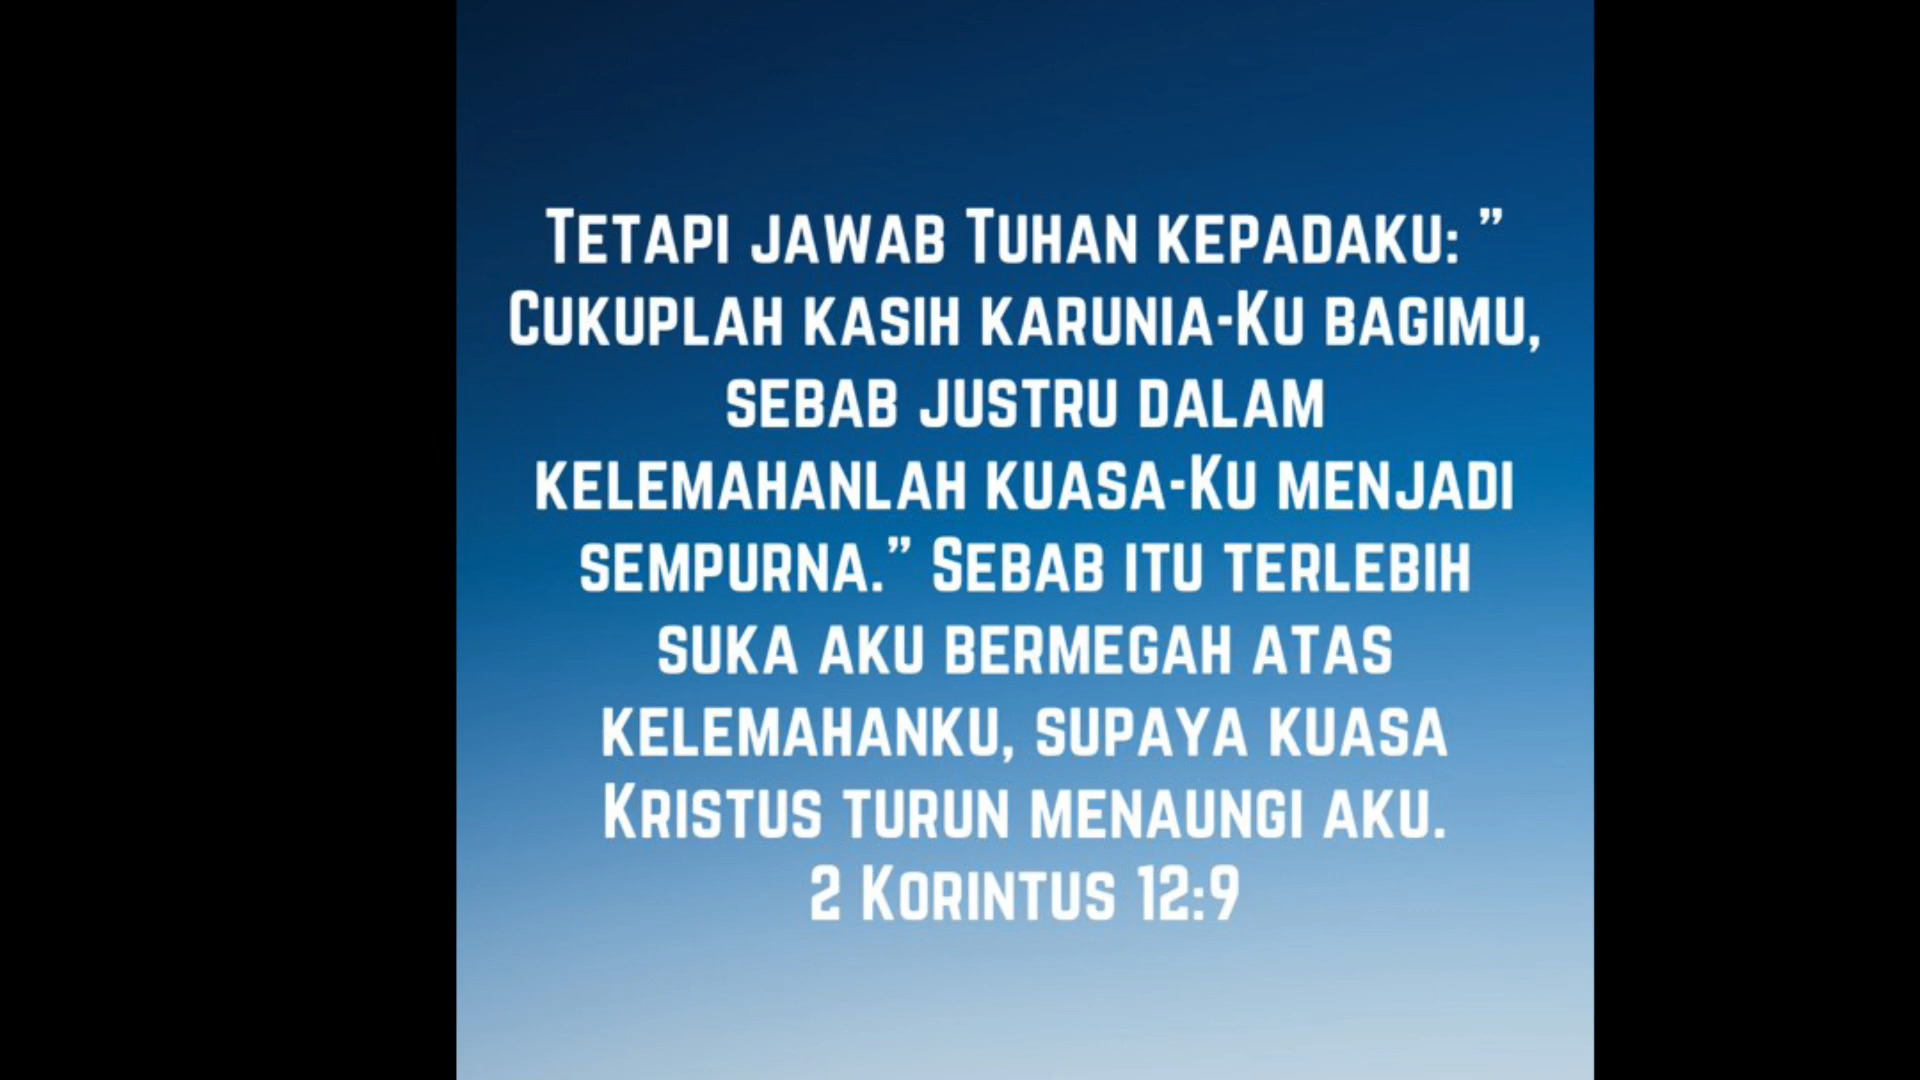 Tetapi jawab Tuhan kepadaku: ”
Cukuplah kasih karunia-Ku bagimu,
sebab justru dalam
kelemahanlah kuasa-Ku menjadi
sempurna.” Sebab itu terlebih
suka aku bermegah atas
kelemahanku, supaya kuasa
Kristus turun menaungi aku.
2 Korintus 12:9